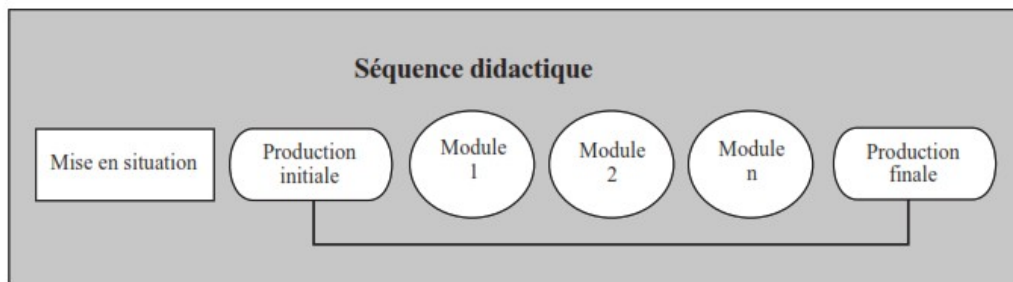 Séquence didactique
Mise en situation
Production
initiale
Module
1
Module
2
Module
n
Production
finale